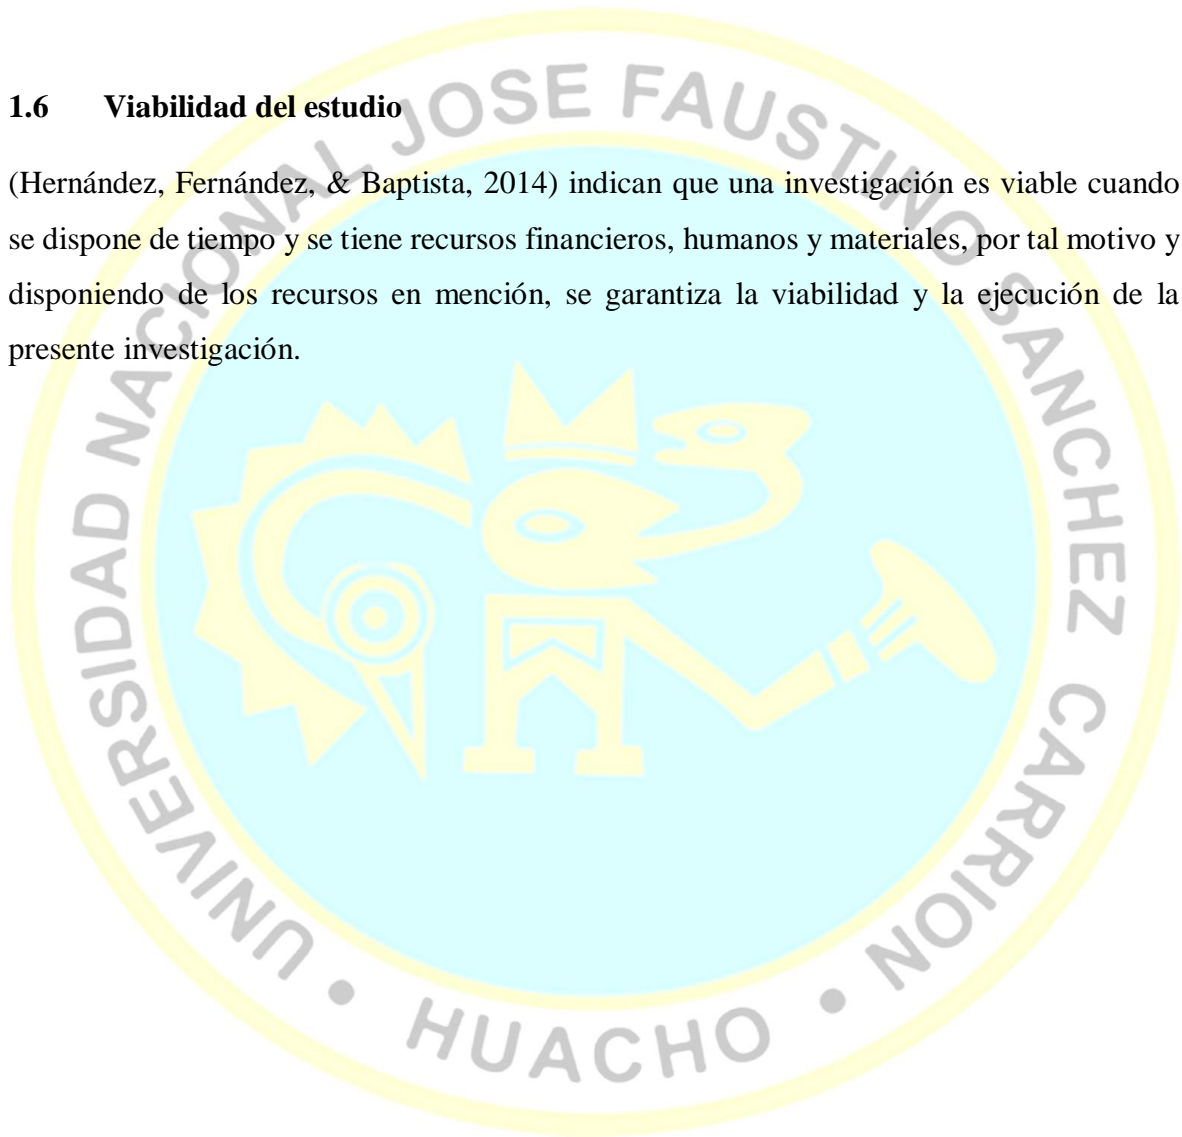 1.6 Viabilidad del estudio
(Hernández, Fernández, & Baptista, 2014) indican que una investigación es viable cuando
se dispone de tiempo y se tiene recursos financieros, humanos y materiales, por tal motivo y
disponiendo de los recursos en mención, se garantiza la viabilidad y la ejecución de la
presente investigación.
UNIVERSIDAD NACIONAL JOSE FAUSTINO SANCHEZ CARRION • HUACHO •